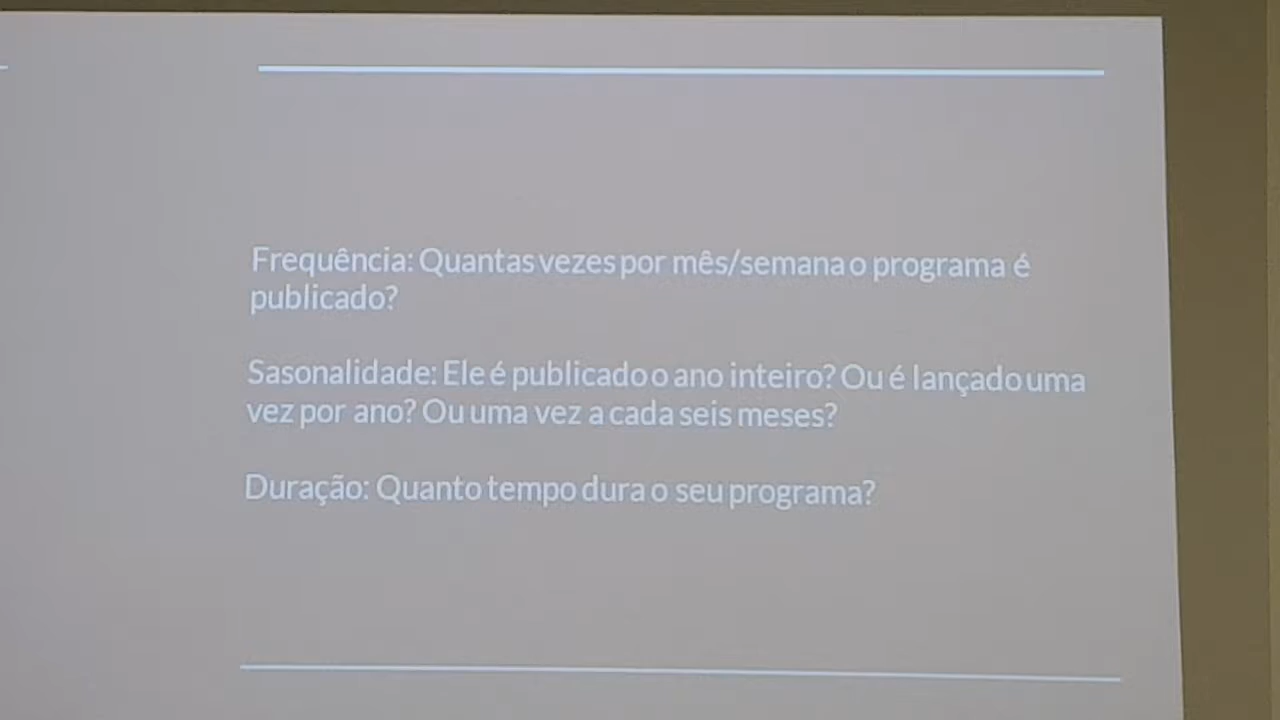 Frequência: Quantas vezes por mês/semana o programa é
publicado?
Sasonalidade: Ele é publicado o ano inteiro? Ou é lançado uma
vez por ano? Ou uma vez a cada seis meses?
Duração: Quanto tempo dura o seu programa?